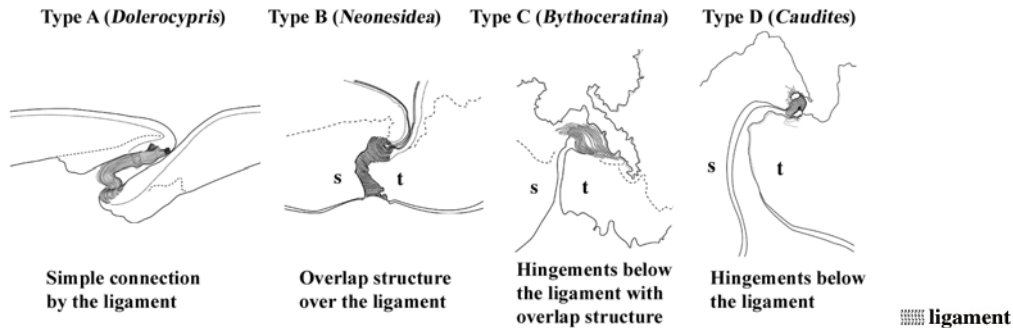 Type A (Dolerocypris)
Type B (Neonesidea)
Type C (Bythoceratina)
Type D (Caudites)
s t
s t
s t
Simple connection
by the ligament
Overlap structure
over the ligament
Hingements below
the ligament with
overlap structure
Hingements below
the ligament
ligament